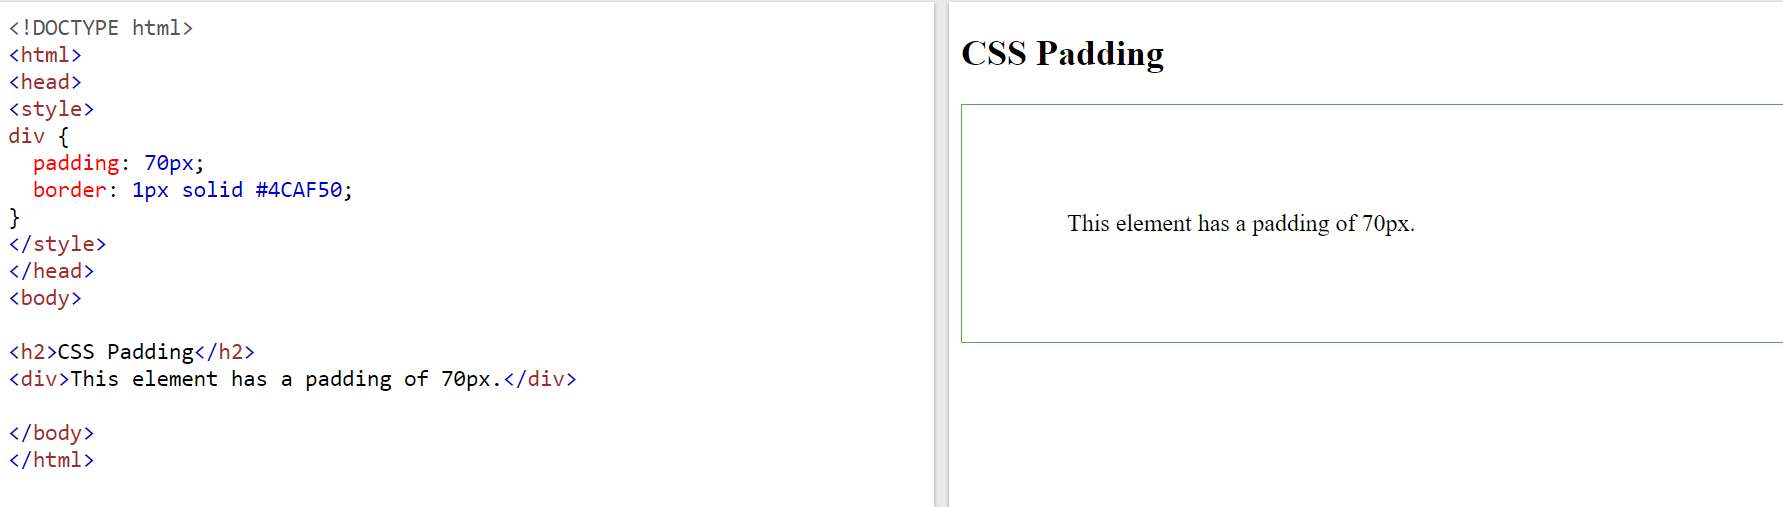 <!DOCTYPE html>
<html>
<head>
<style>
div {
  padding: 70px;
  border: 1px solid #4CAF50;
}
</style>
</head>
<body>

<h2>CSS Padding</h2>
<div>This element has a padding of 70px.</div>

</body>
</html>
CSS Padding
This element has a padding of 70px.